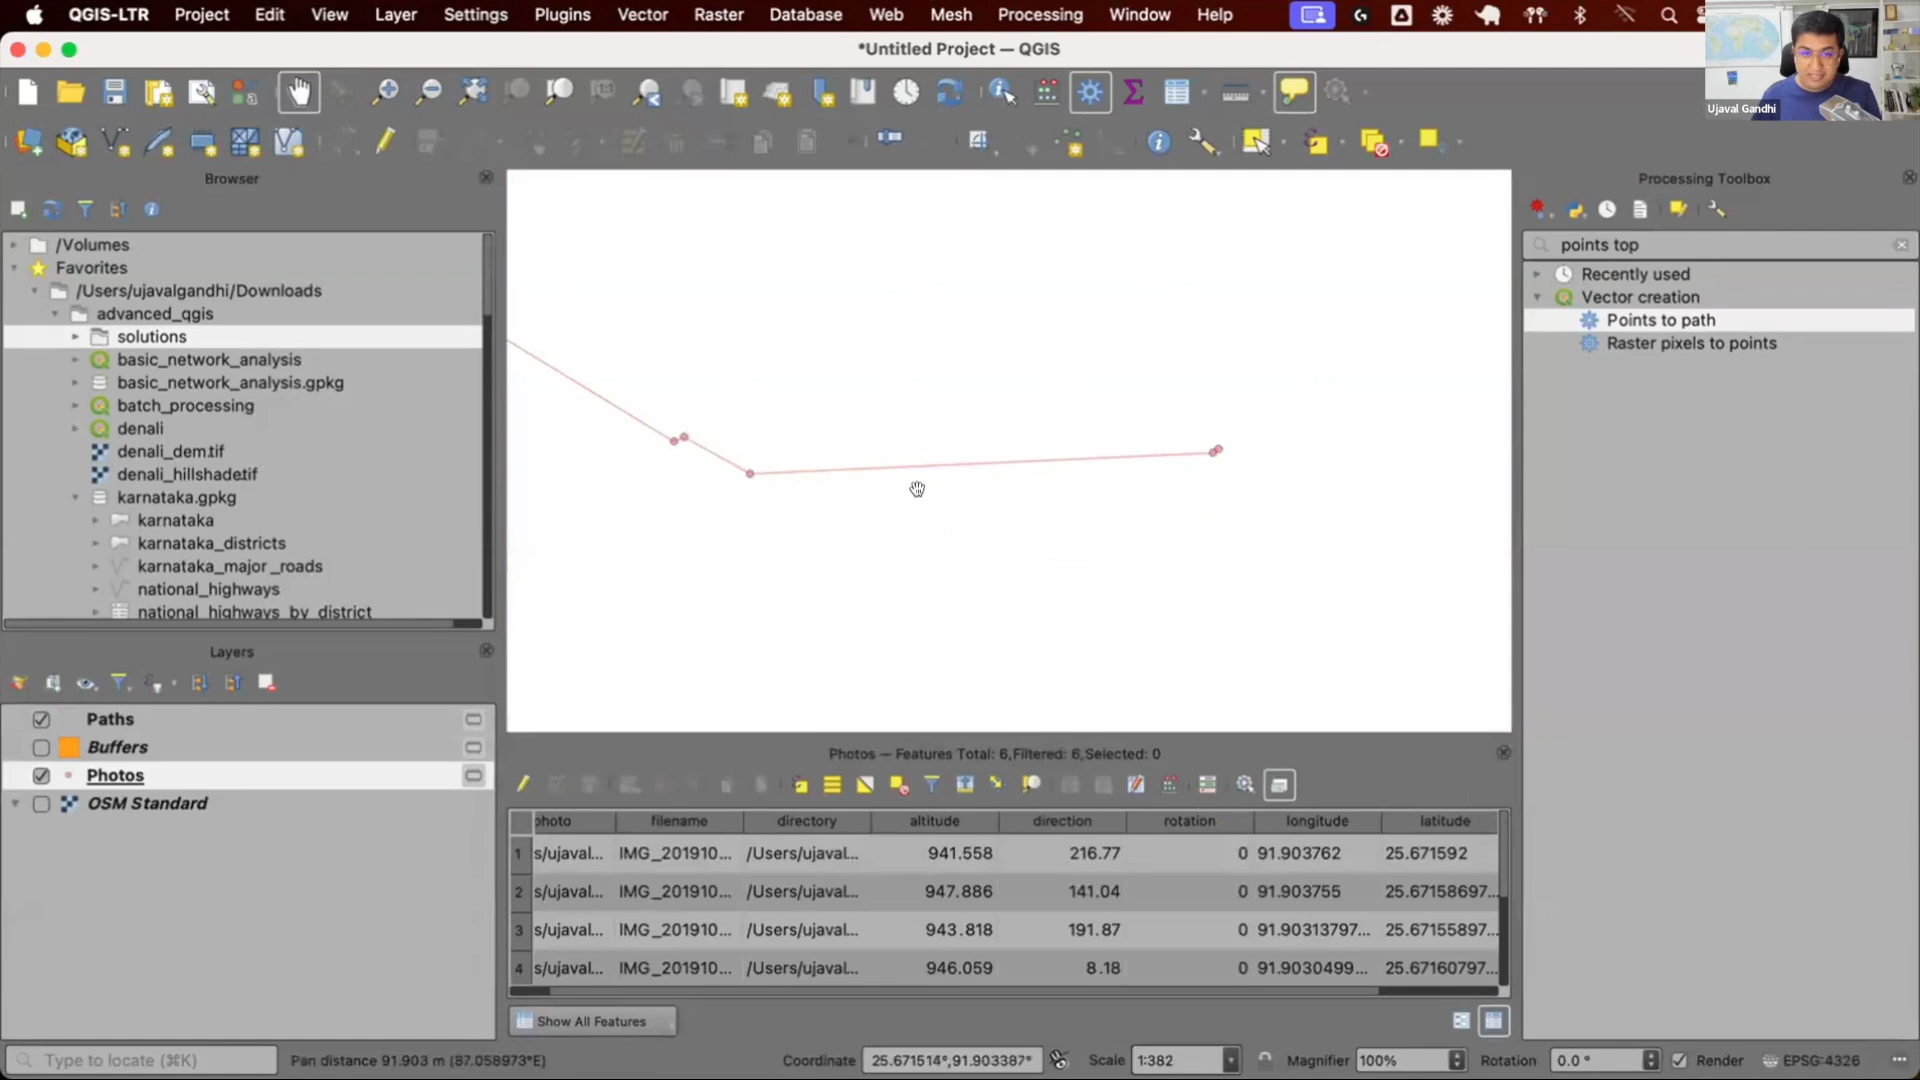 QGIS-LTR Project Edit View Layer Settings Plugins Vector Raster Database Web Mesh Processing Window Help
*Untitled Project — QGIS
Ujaval Gandhi
Browser
/Volumes
Favorites
/Users/ujavalgandhi/Downloads
advanced_qgis
solutions
basic_network_analysis
basic_network_analysis.gpkg
batch_processing
denali
denali_dem.tif
denali_hillshade.tif
karnataka.gpkg
karnataka
karnataka_districts
karnataka_major _roads
national_highways
national_highways_by_district
Layers
Paths
Buffers
Photos
OSM Standard
Processing Toolbox
points top
Recently used
Vector creation
Points to path
Raster pixels to points
Photos — Features Total: 6,Filtered: 6,Selected: 0
photo filename directory altitude direction rotation longitude latitude
1 s/ujaval... IMG_201910... /Users/ujaval... 941.558 216.77 0 91.903762 25.671592
2 s/ujaval... IMG_201910... /Users/ujaval... 947.886 141.04 0 91.903755 25.67158697...
3 s/ujaval... IMG_201910... /Users/ujaval... 943.818 191.87 0 91.90313797... 25.67155897...
4 s/ujaval... IMG_201910... /Users/ujaval... 946.059 8.18 0 91.9030499... 25.67160797...
Show All Features
Type to locate (⌘K) Pan distance 91.903 m (87.058973°E) Coordinate 25.671514°,91.903387° Scale 1:382 Magnifier 100% Rotation 0.0 ° Render EPSG:4326